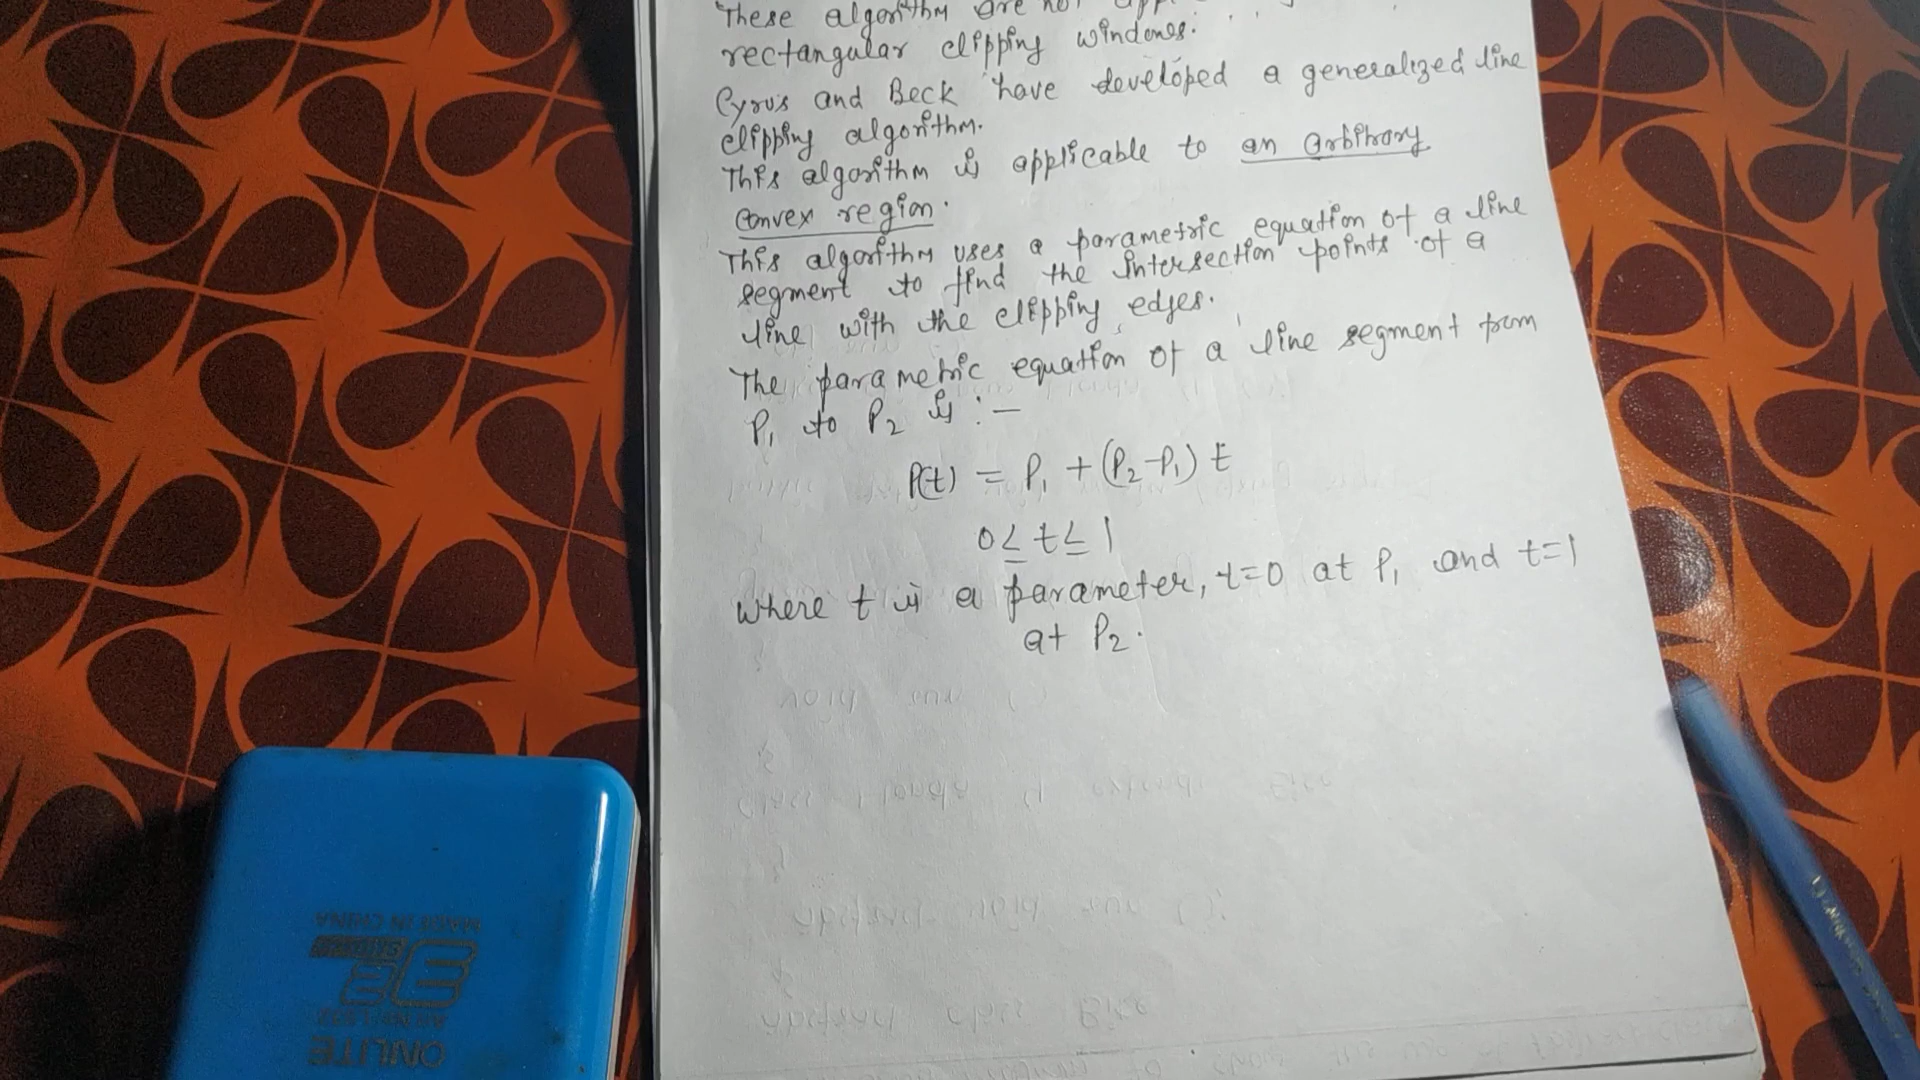 These algorithm are not
rectangular clipping windows.
Cyrus and Beck have developed a generalized line
clipping algorithm.
This algorithm is applicable to an arbitrary
convex region.
This algorithm uses a parametric equation of a line
segment to find the intersection points of a
line with the clipping edges.
The parametric equation of a line segment from
P₁ to P₂ is :—
P(t) = P₁ + (P₂-P₁) t
0 ≤ t ≤ 1
where t is a parameter, t=0 at P₁ and t=1
at P₂.
MADE IN CHINA
ONLITE